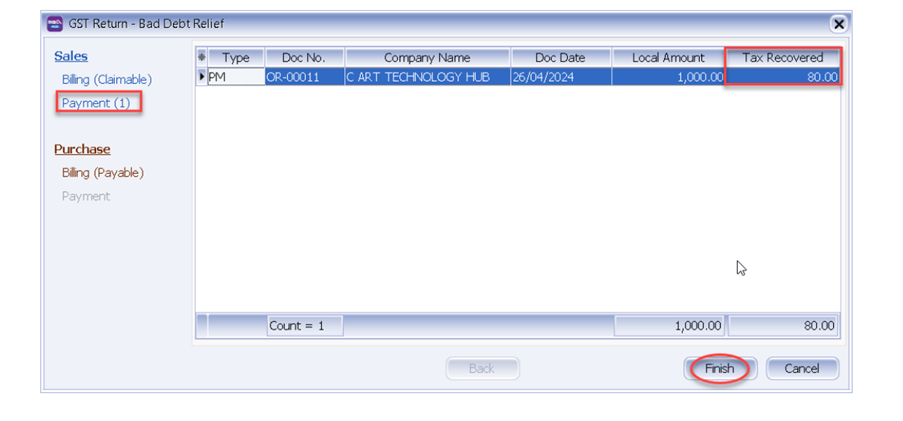 GST Return - Bad Debt Relief
Sales
Billing (Claimable)
Payment (1)
Purchase
Billing (Payable)
Payment
Type Doc No. Company Name Doc Date Local Amount Tax Recovered
PM OR-00011 C ART TECHNOLOGY HUB 26/04/2024 1,000.00 80.00
Count = 1 1,000.00 80.00
Back Finish Cancel